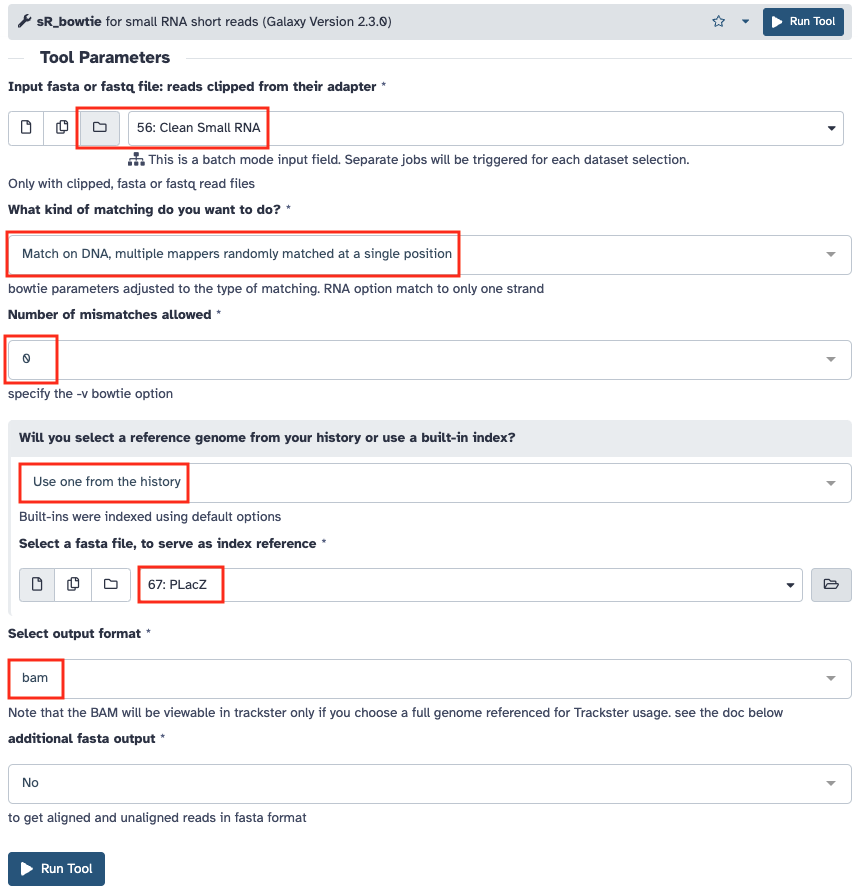 sR_bowtie for small RNA short reads (Galaxy Version 2.3.0)
Run Tool
Tool Parameters
Input fasta or fastq file: reads clipped from their adapter *
56: Clean Small RNA
This is a batch mode input field. Separate jobs will be triggered for each dataset selection.
Only with clipped, fasta or fastq read files
What kind of matching do you want to do? *
Match on DNA, multiple mappers randomly matched at a single position
bowtie parameters adjusted to the type of matching. RNA option match to only one strand
Number of mismatches allowed *
0
specify the -v bowtie option
Will you select a reference genome from your history or use a built-in index?
Use one from the history
Built-ins were indexed using default options
Select a fasta file, to serve as index reference *
67: PLacZ
Select output format *
bam
Note that the BAM will be viewable in trackster only if you choose a full genome referenced for Trackster usage. see the doc below
additional fasta output *
No
to get aligned and unaligned reads in fasta format
Run Tool